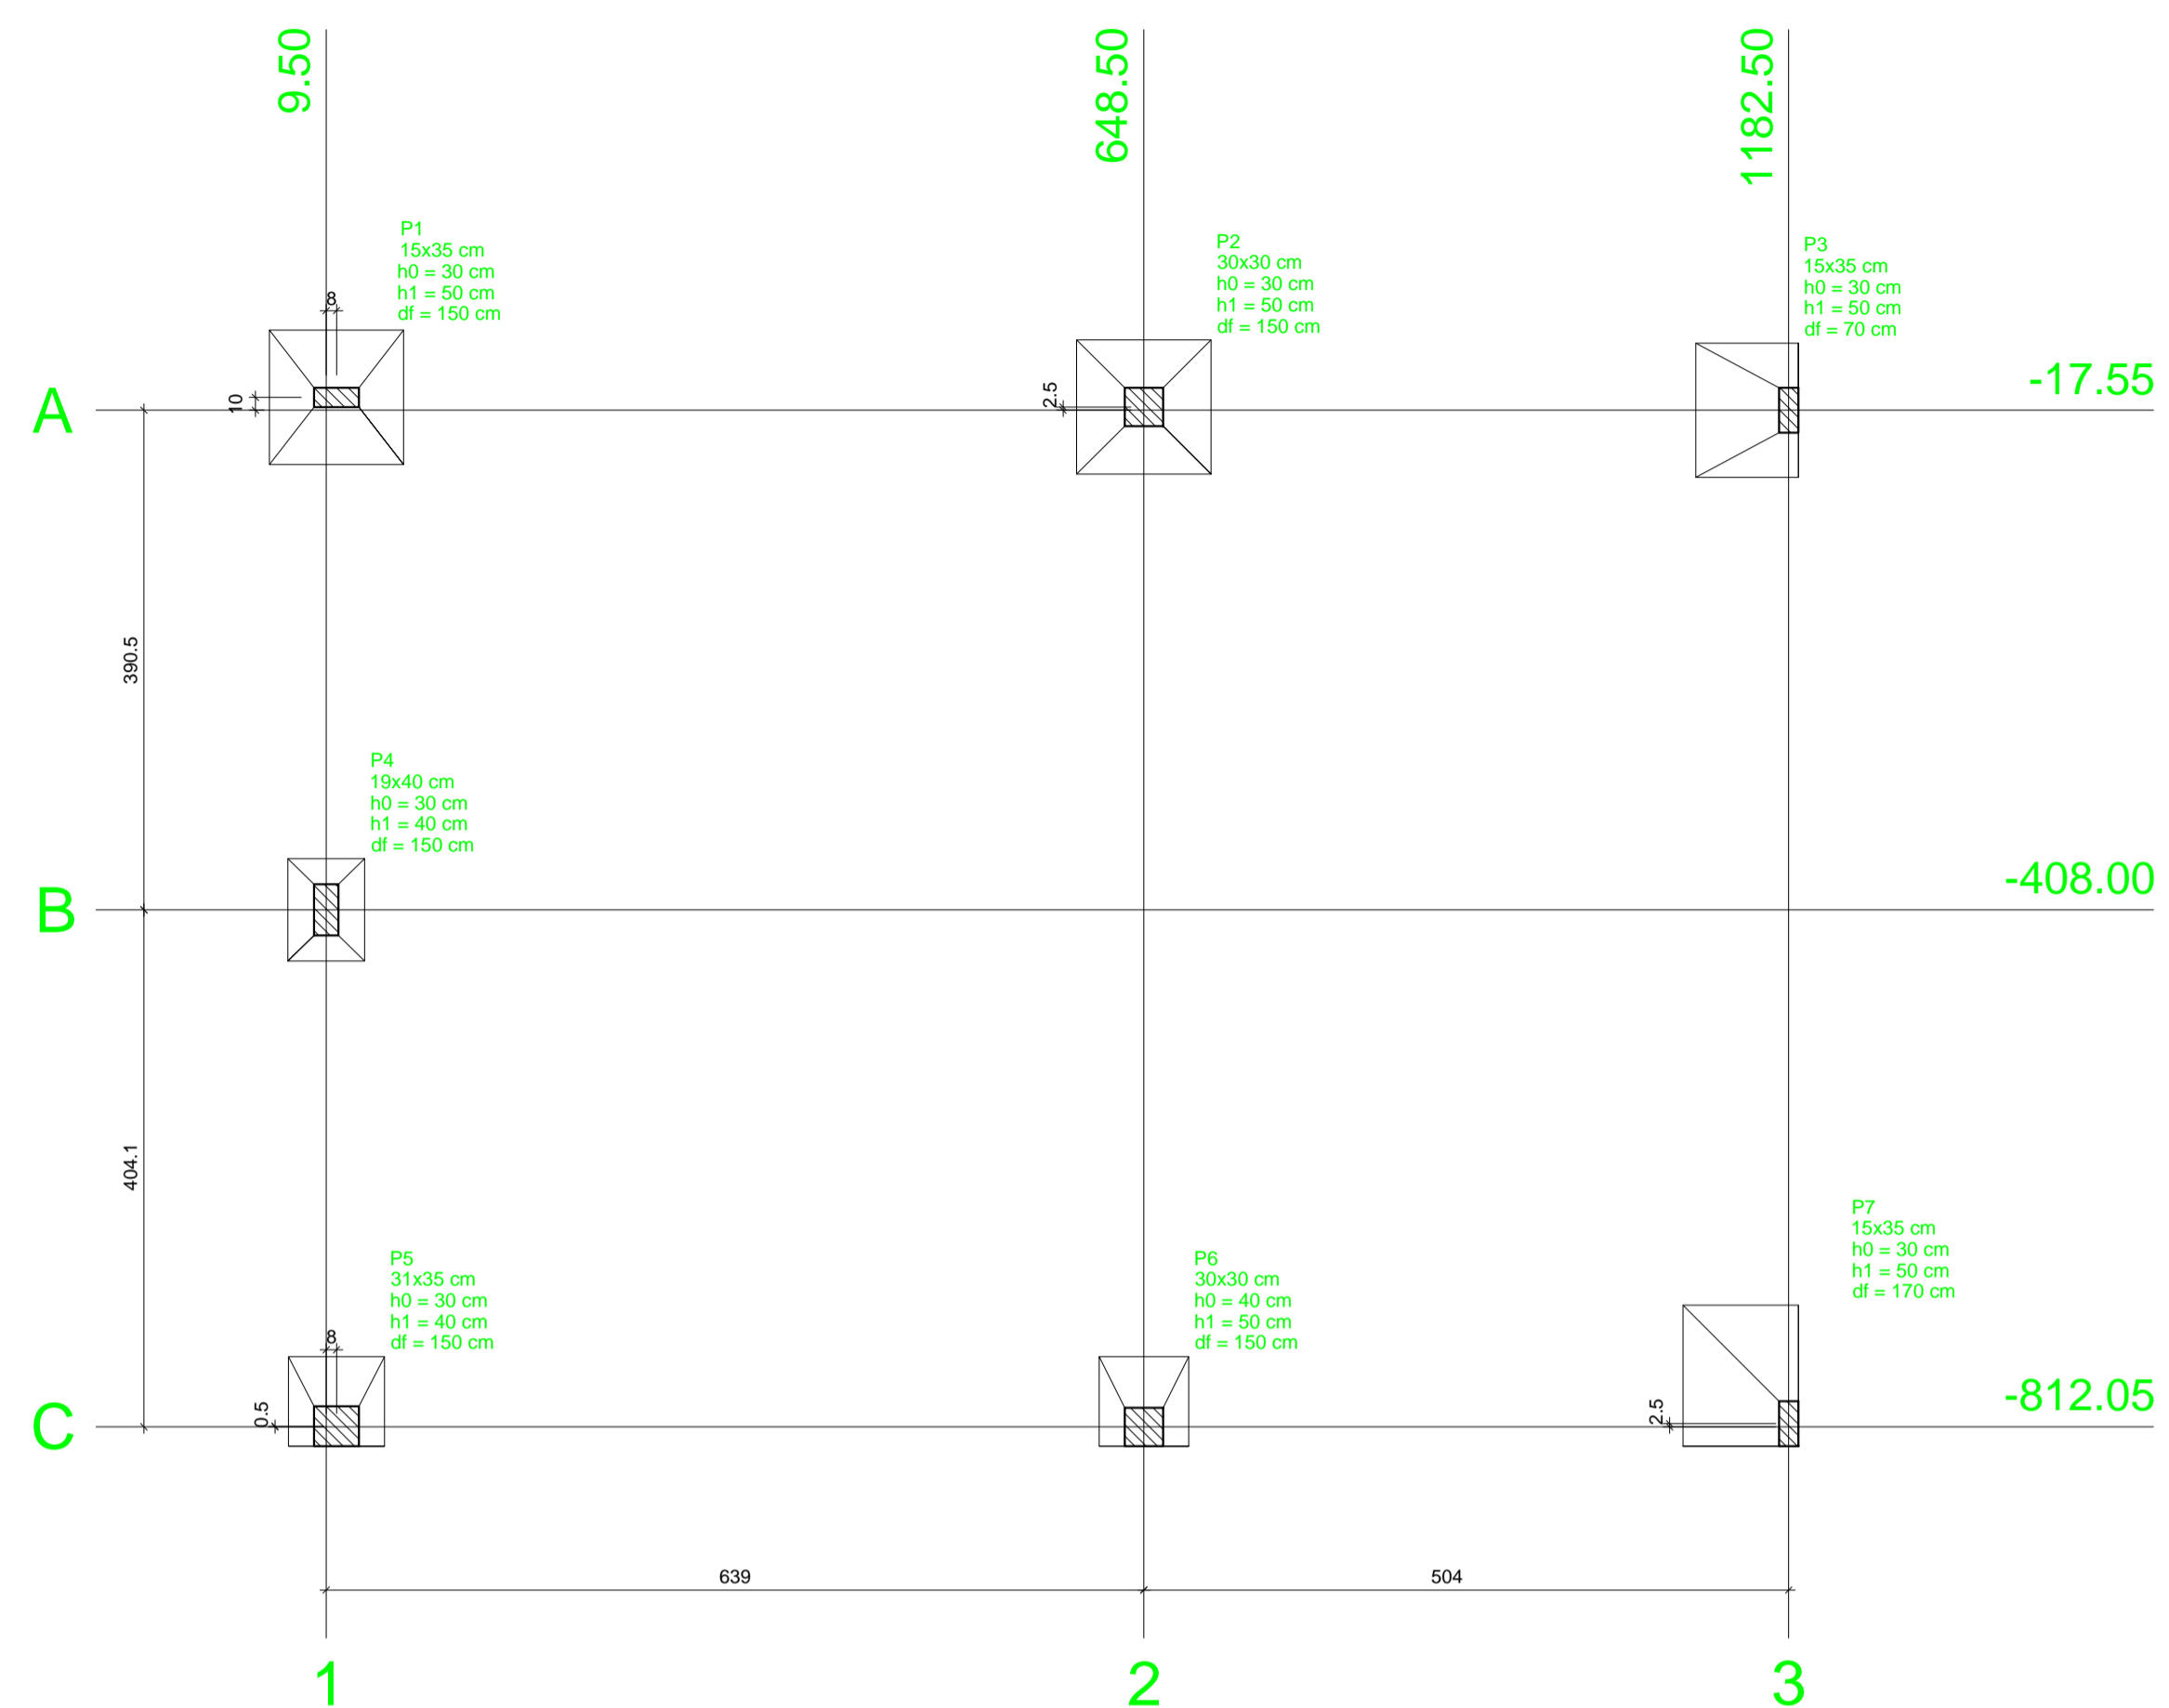 9.50
648.50
1182.50
P1
15x35 cm
h0 = 30 cm
h1 = 50 cm
df = 150 cm
8
10
P2
30x30 cm
h0 = 30 cm
h1 = 50 cm
df = 150 cm
2.5
P3
15x35 cm
h0 = 30 cm
h1 = 50 cm
df = 70 cm
A
-17.55
390.5
P4
19x40 cm
h0 = 30 cm
h1 = 40 cm
df = 150 cm
B
-408.00
404.1
P5
31x35 cm
h0 = 30 cm
h1 = 40 cm
df = 150 cm
8
0.5
P6
30x30 cm
h0 = 40 cm
h1 = 50 cm
df = 150 cm
P7
15x35 cm
h0 = 30 cm
h1 = 50 cm
df = 170 cm
2.5
C
-812.05
639
504
1
2
3